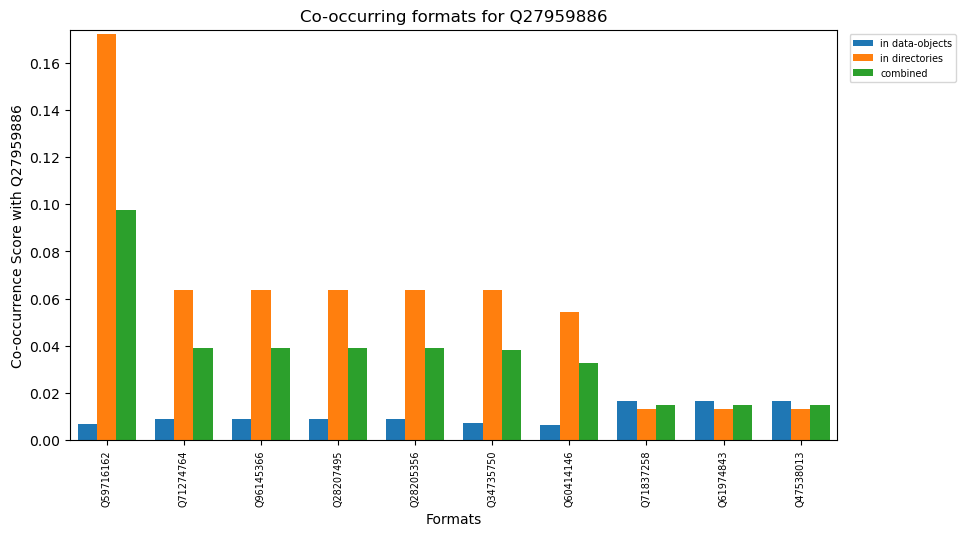 Co-occurring formats for Q27959886
in data-objects
in directories
combined
Co-occurrence Score with Q27959886
0.16
0.14
0.12
0.10
0.08
0.06
0.04
0.02
0.00
Q59716162
Q71274764
Q96145366
Q28207495
Q28205356
Q34735750
Q60414146
Q71837258
Q61974843
Q47538013
Formats